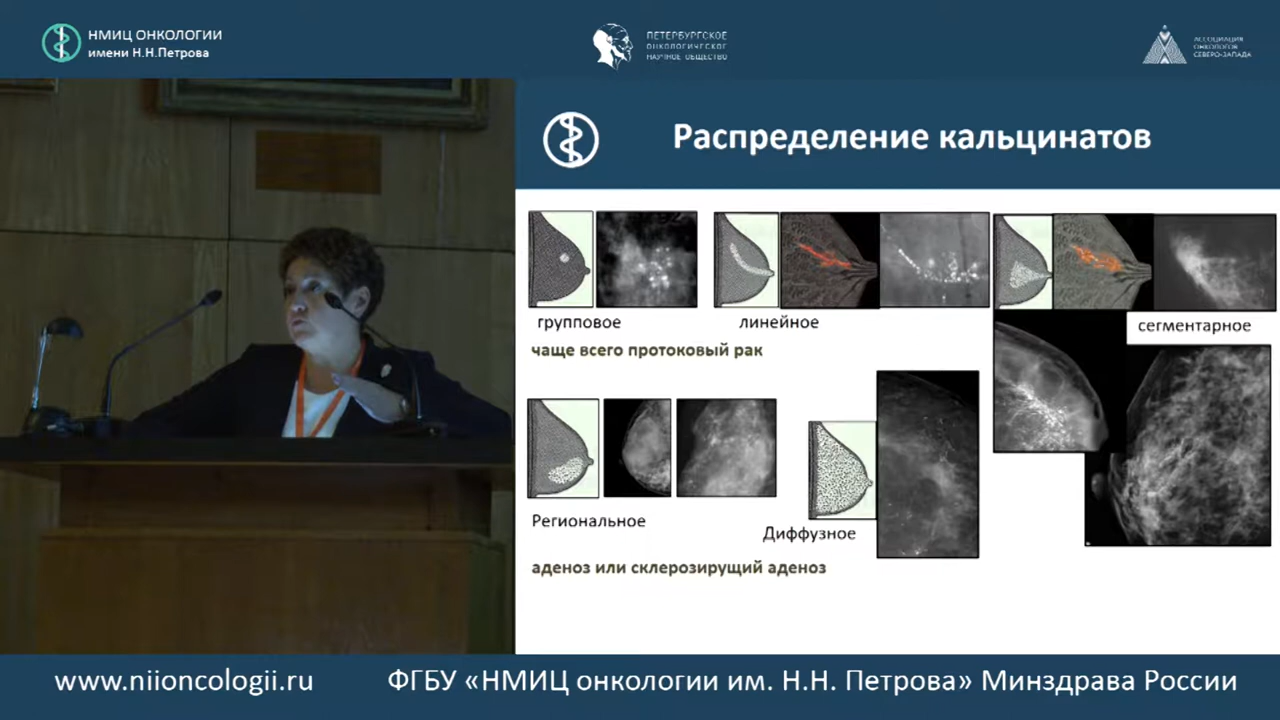 НМИЦ ОНКОЛОГИИ
имени Н.Н.Петрова
ПЕТЕРБУРГСКОЕ
ОНКОЛОГИЧЕСКОЕ
НАУЧНОЕ ОБЩЕСТВО
АССОЦИАЦИЯ
ОНКОЛОГОВ
СЕВЕРО-ЗАПАДА
Распределение кальцинатов
групповое
линейное
сегментарное
чаще всего протоковый рак
Региональное
Диффузное
аденоз или склерозирущий аденоз
www.niioncologii.ru
ФГБУ «НМИЦ онкологии им. Н.Н. Петрова» Минздрава России